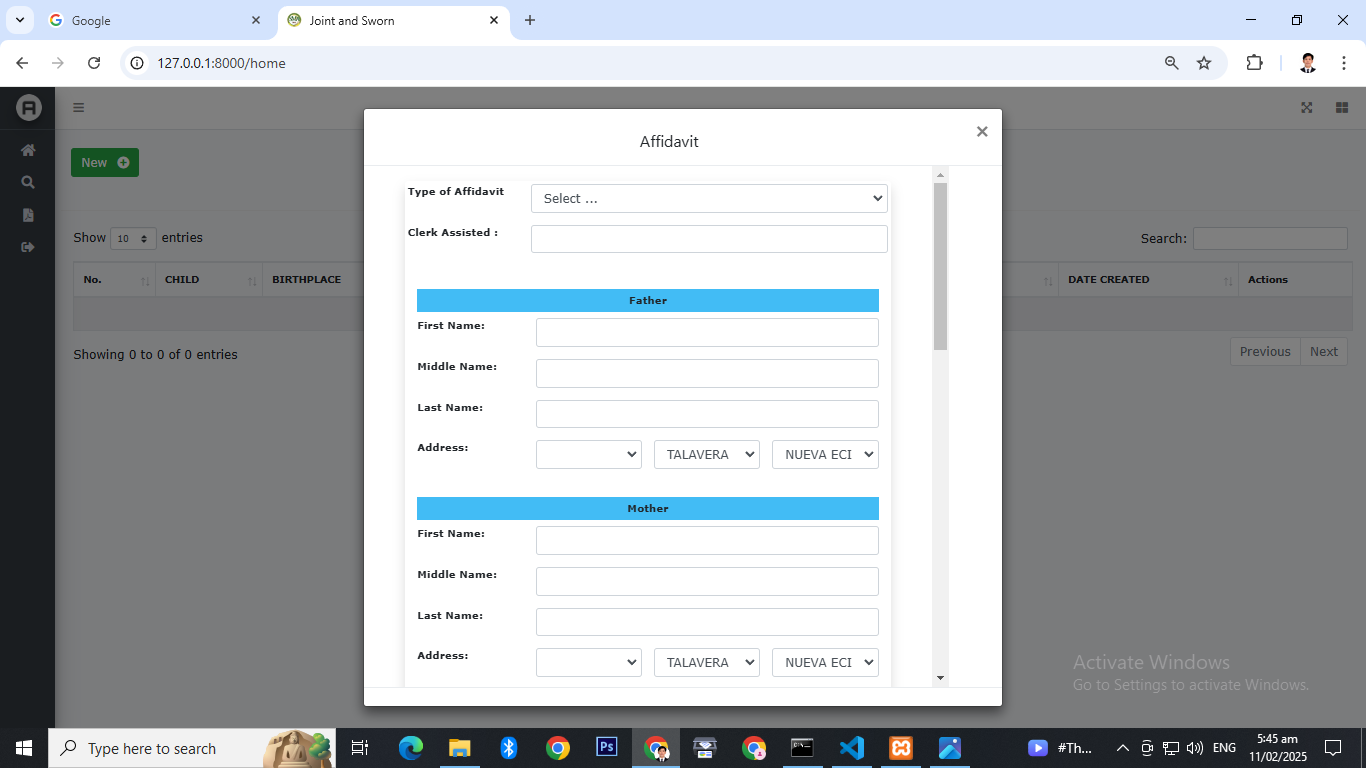 Google
Joint and Sworn
127.0.0.1:8000/home
Affidavit
New
Type of Affidavit
Select ...
Clerk Assisted :
Show 10 entries
Search:
No.
CHILD
BIRTHPLACE
DATE CREATED
Actions
Father
First Name:
Middle Name:
Last Name:
Address:
TALAVERA
NUEVA ECI
Showing 0 to 0 of 0 entries
Previous
Next
Mother
First Name:
Middle Name:
Last Name:
Address:
TALAVERA
NUEVA ECI
Activate Windows
Go to Settings to activate Windows.
Type here to search
Ps
#Th...
ENG
5:45 am
11/02/2025